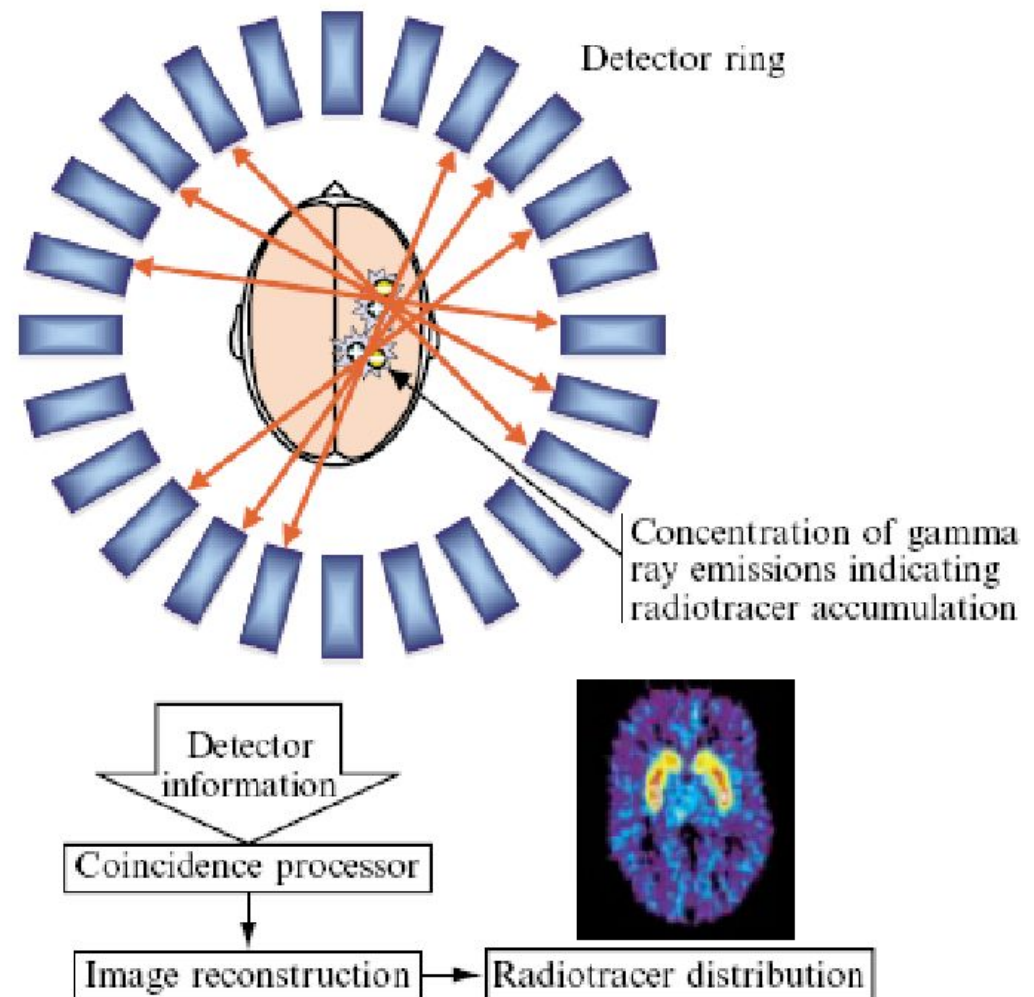 Detector ring
Concentration of gamma
ray emissions indicating
radiotracer accumulation
Detector
information
Coincidence processor
Image reconstruction
Radiotracer distribution